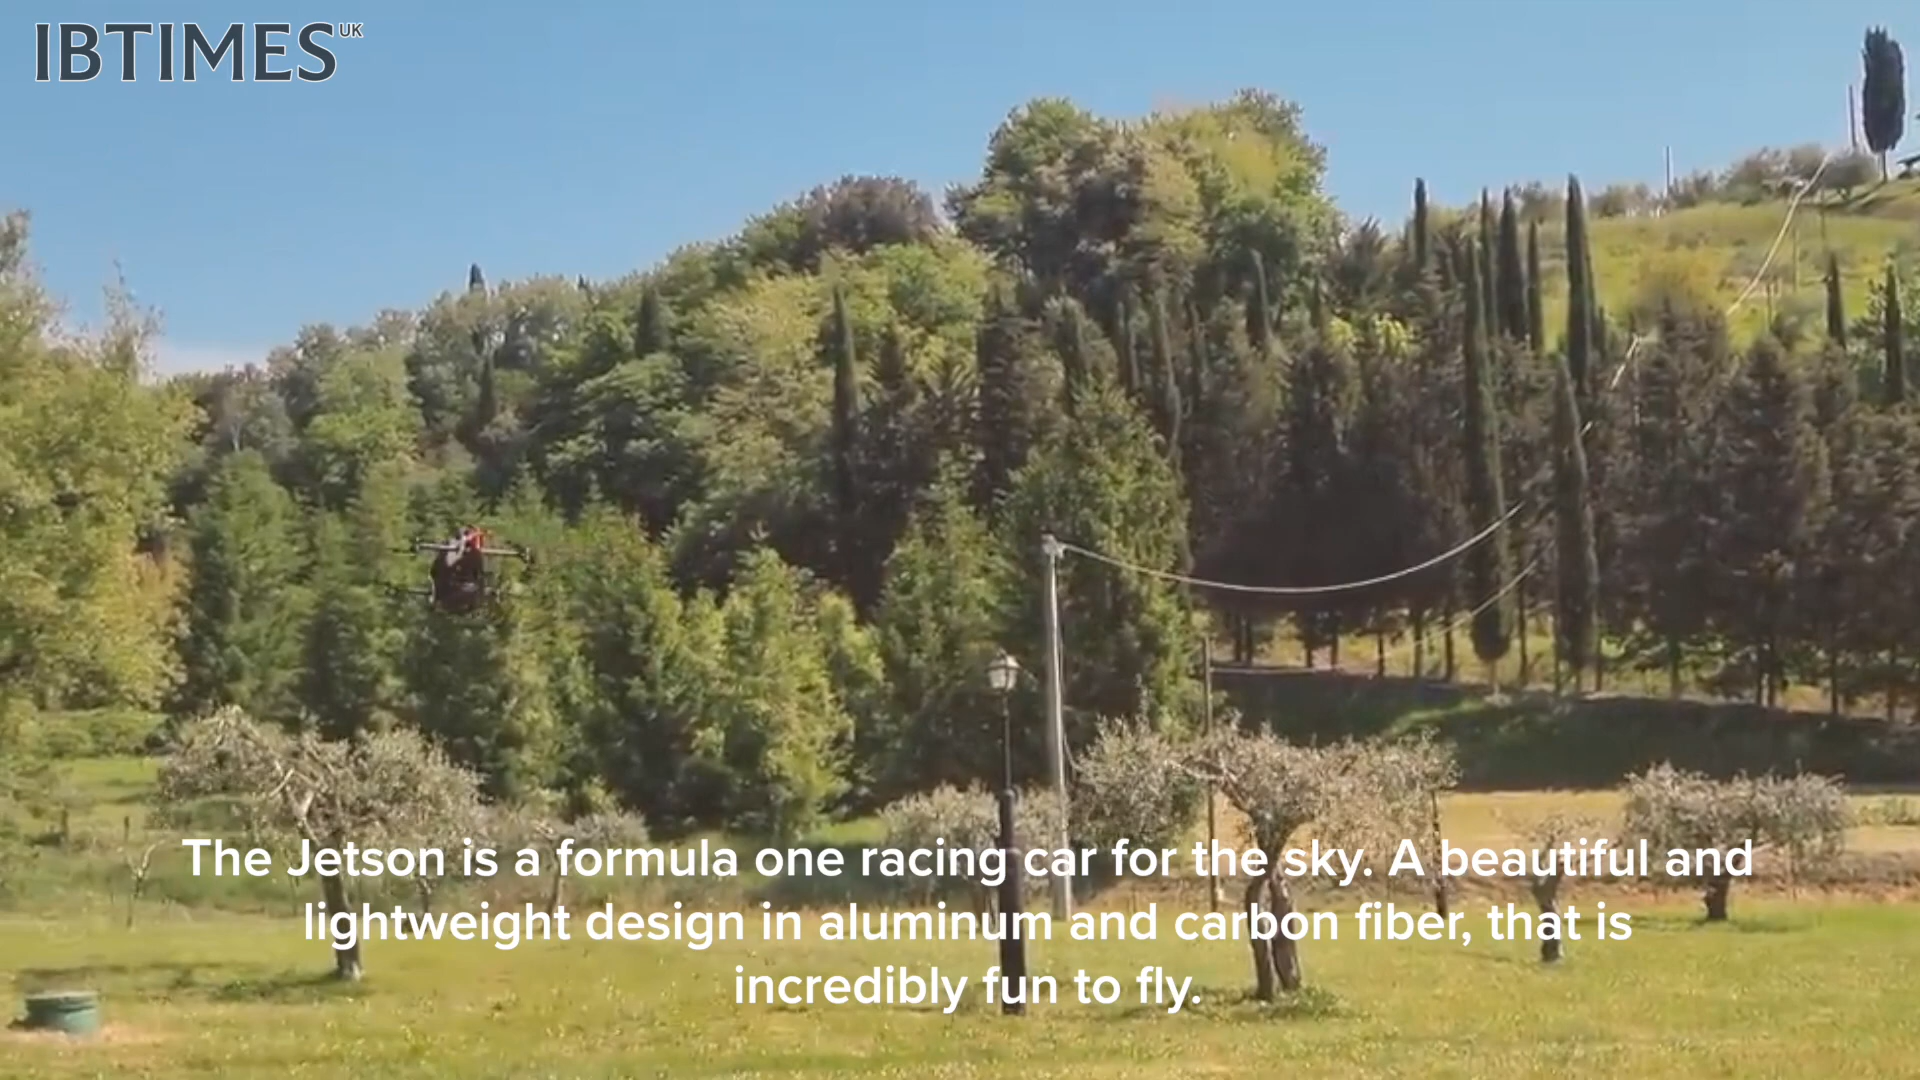 IBTIMES UK
The Jetson is a formula one racing car for the sky. A beautiful and
lightweight design in aluminum and carbon fiber, that is
incredibly fun to fly.